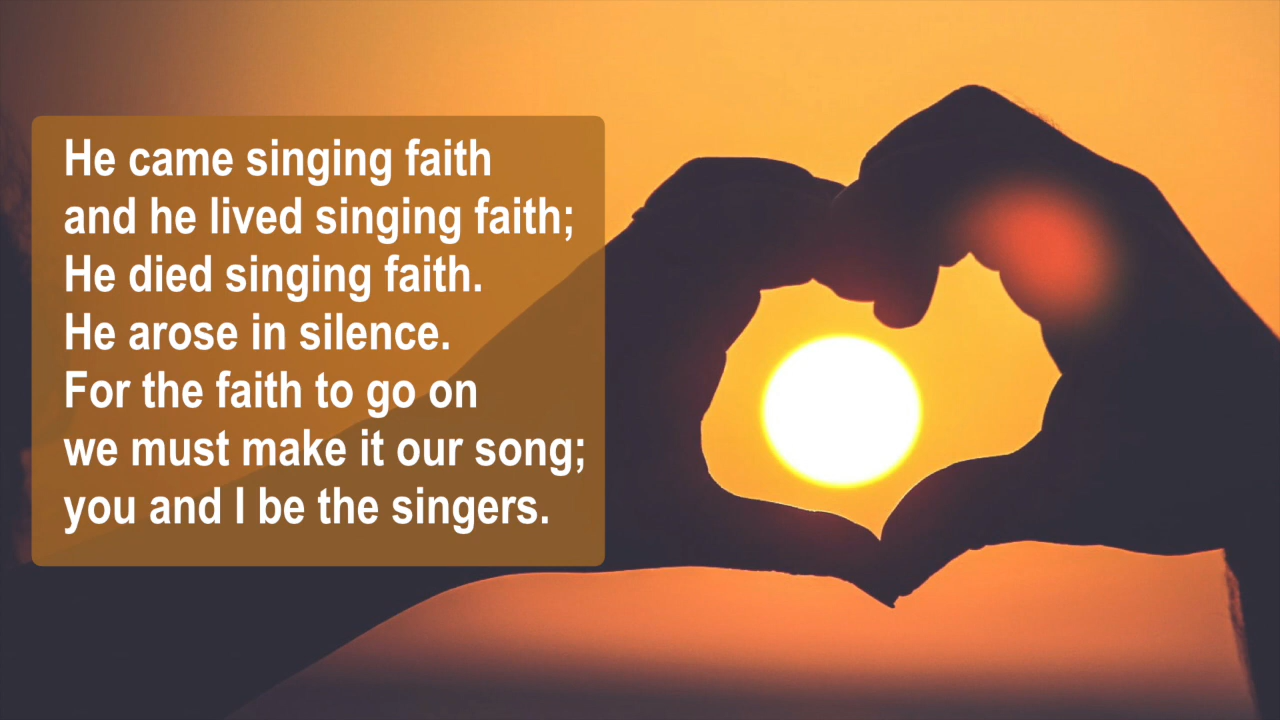 He came singing faith
and he lived singing faith;
He died singing faith.
He arose in silence.
For the faith to go on
we must make it our song;
you and I be the singers.